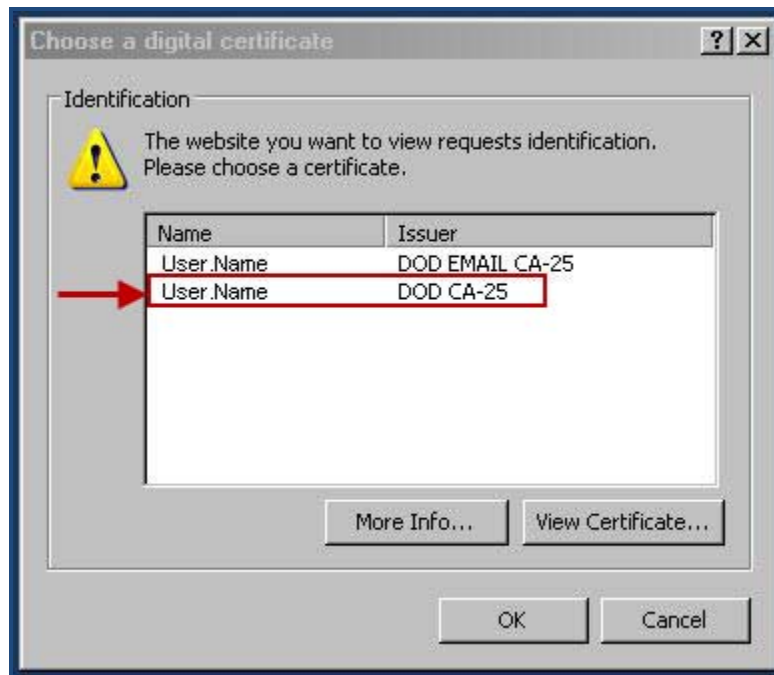 Choose a digital certificate
Identification
The website you want to view requests identification.
Please choose a certificate.
Name Issuer
User.Name DOD EMAIL CA-25
User.Name DOD CA-25
More Info... View Certificate...
OK Cancel